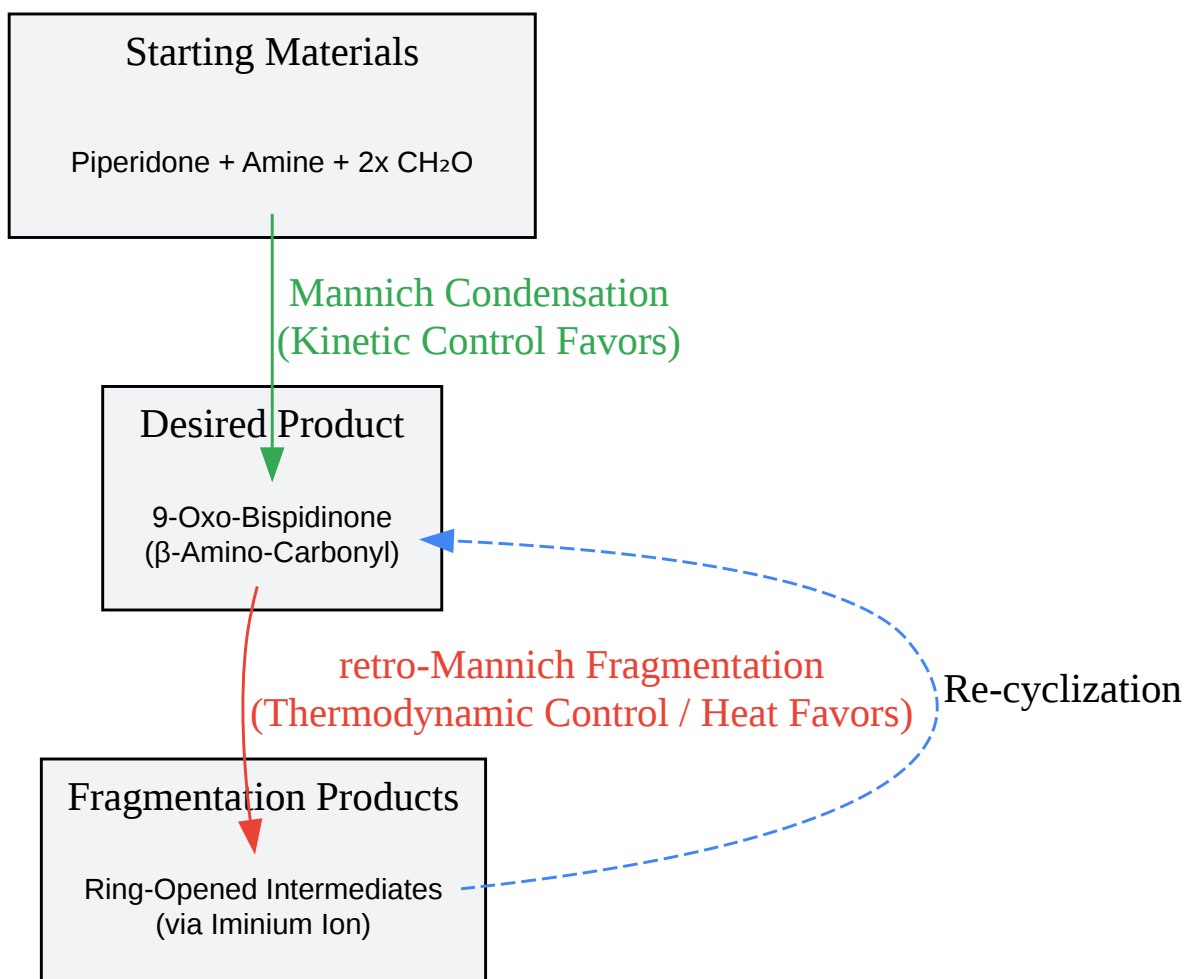 Starting Materials
Piperidone + Amine + 2x CH₂O
Mannich Condensation
(Kinetic Control Favors)
Desired Product
9-Oxo-Bispidinone
(β-Amino-Carbonyl)
retro-Mannich Fragmentation
(Thermodynamic Control / Heat Favors)
Re-cyclization
Fragmentation Products
Ring-Opened Intermediates
(via Iminium Ion)